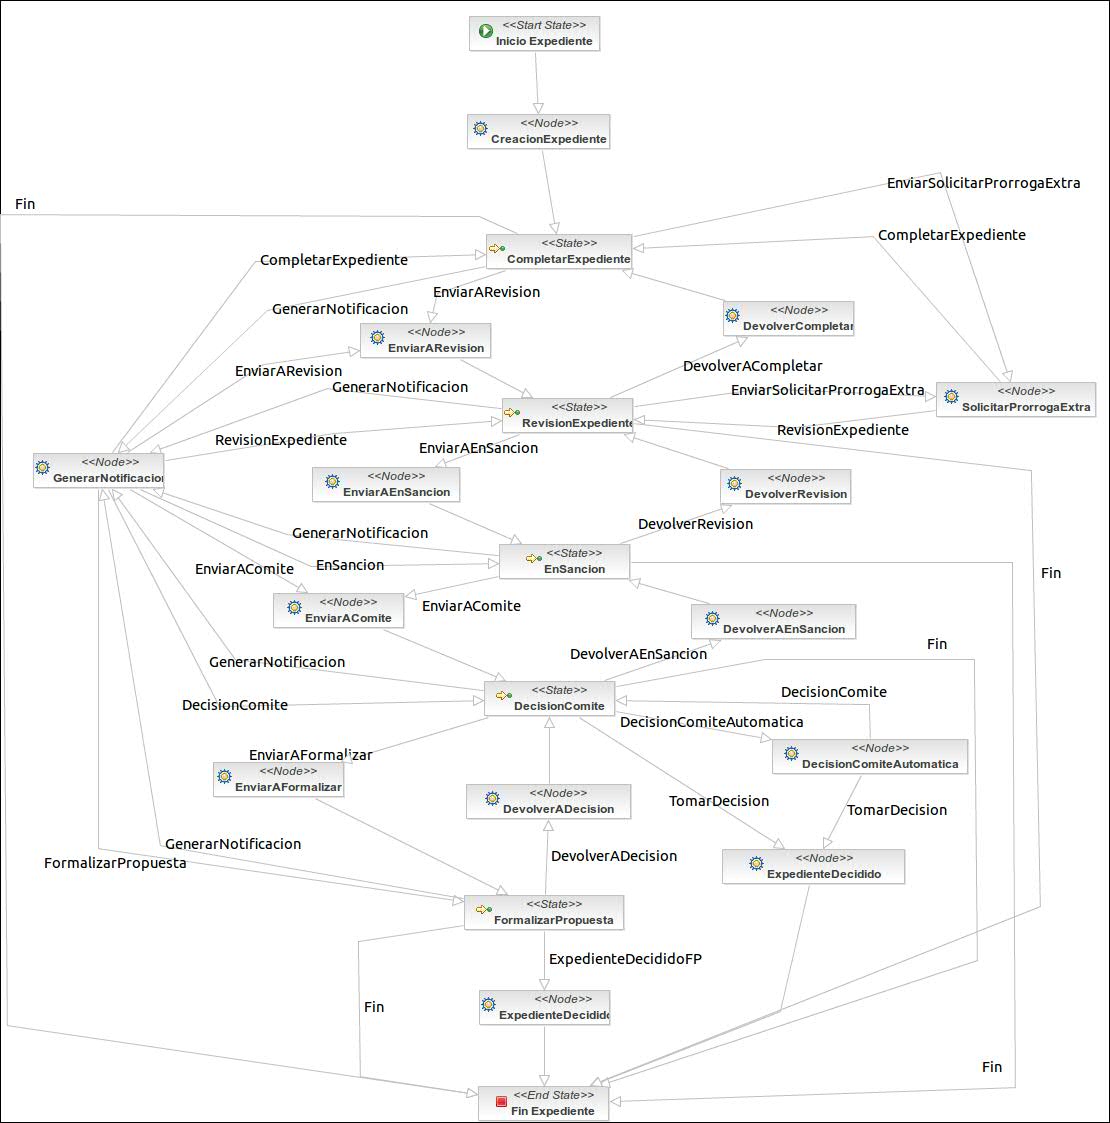 <<Start State>>
Inicio Expediente
<<Node>>
CreacionExpediente
EnviarSolicitarProrrogaExtra
Fin
<<State>>
CompletarExpediente
CompletarExpediente
CompletarExpediente
EnviarARevision
GenerarNotificacion
<<Node>>
DevolverCompletar
<<Node>>
EnviarARevision
DevolverACompletar
EnviarARevision
GenerarNotificacion
EnviarSolicitarProrrogaExtra
<<Node>>
SolicitarProrrogaExtra
<<State>>
RevisionExpediente
RevisionExpediente
RevisionExpediente
EnviarAEnSancion
<<Node>>
GenerarNotificacion
<<Node>>
EnviarAEnSancion
<<Node>>
DevolverRevision
DevolverRevision
GenerarNotificacion
<<State>>
EnSancion
EnSancion
EnviarAComite
Fin
<<Node>>
EnviarAComite
EnviarAComite
<<Node>>
DevolverAEnSancion
DevolverAEnSancion
Fin
GenerarNotificacion
<<State>>
DecisionComite
DecisionComite
DecisionComite
DecisionComiteAutomatica
<<Node>>
DecisionComiteAutomatica
EnviarAFormalizar
<<Node>>
EnviarAFormalizar
<<Node>>
DevolverADecision
TomarDecision
TomarDecision
GenerarNotificacion
FormalizarPropuesta
DevolverADecision
<<Node>>
ExpedienteDecidido
<<State>>
FormalizarPropuesta
ExpedienteDecididoFP
Fin
<<Node>>
ExpedienteDecidido
Fin
<<End State>>
Fin Expediente